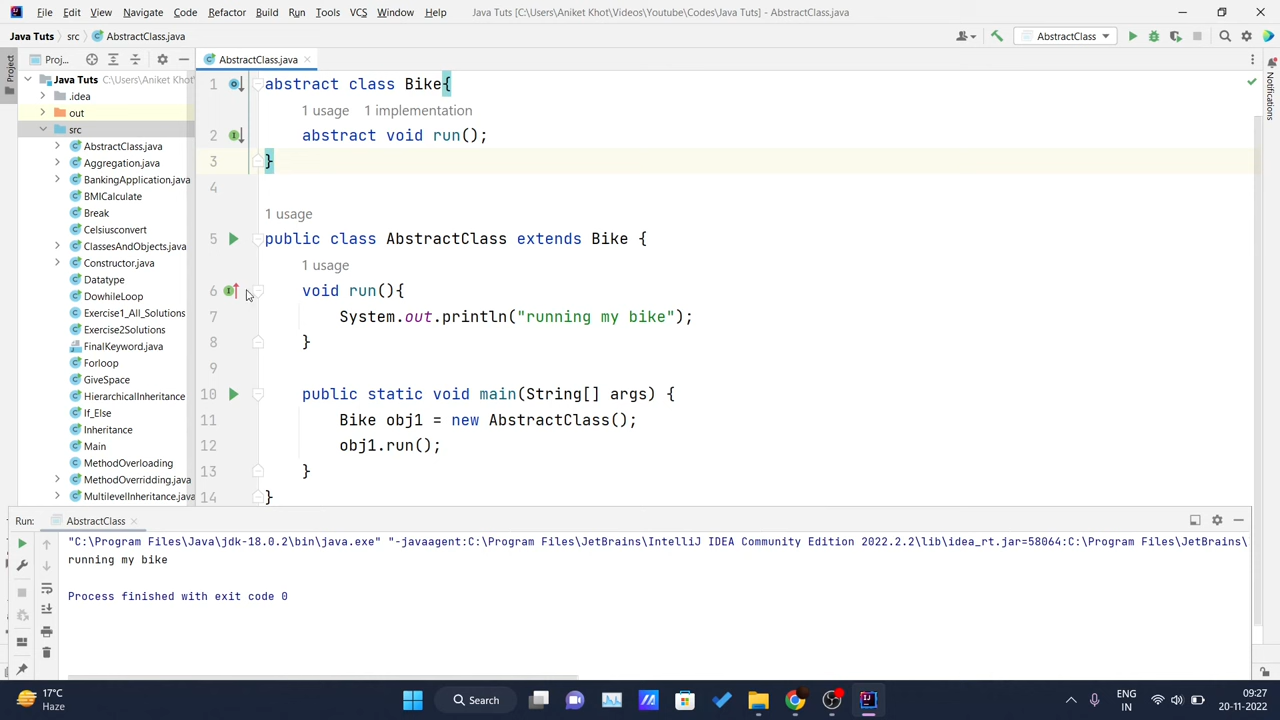 File Edit View Navigate Code Refactor Build Run Tools VCS Window Help Java Tuts [C:\Users\Aniket Khot\Videos\Youtube\Codes\Java Tuts] - AbstractClass.java
Java Tuts src AbstractClass.java AbstractClass
Project
Proj...
AbstractClass.java
Notifications
Java Tuts C:\Users\Aniket Khot\
.idea
out
src
AbstractClass.java
Aggregation.java
BankingApplication.java
BMICalculate
Break
Celsiusconvert
ClassesAndObjects.java
Constructor.java
Datatype
DowhileLoop
Exercise1_All_Solutions
Exercise2Solutions
FinalKeyword.java
Forloop
GiveSpace
HierarchicalInheritance
If_Else
Inheritance
Main
MethodOverloading
MethodOverridding.java
MultilevelInheritance.java
1 abstract class Bike{
1 usage 1 implementation
2 abstract void run();
3 }
4
1 usage
5 public class AbstractClass extends Bike {
1 usage
6 void run(){
7 System.out.println("running my bike");
8 }
9
10 public static void main(String[] args) {
11 Bike obj1 = new AbstractClass();
12 obj1.run();
13 }
14 }
Run: AbstractClass
"C:\Program Files\Java\jdk-18.0.2\bin\java.exe" "-javaagent:C:\Program Files\JetBrains\IntelliJ IDEA Community Edition 2022.2.2\lib\idea_rt.jar=58064:C:\Program Files\JetBrains\
running my bike
Process finished with exit code 0
17°C
Haze
Search
ENG
IN
09:27
20-11-2022